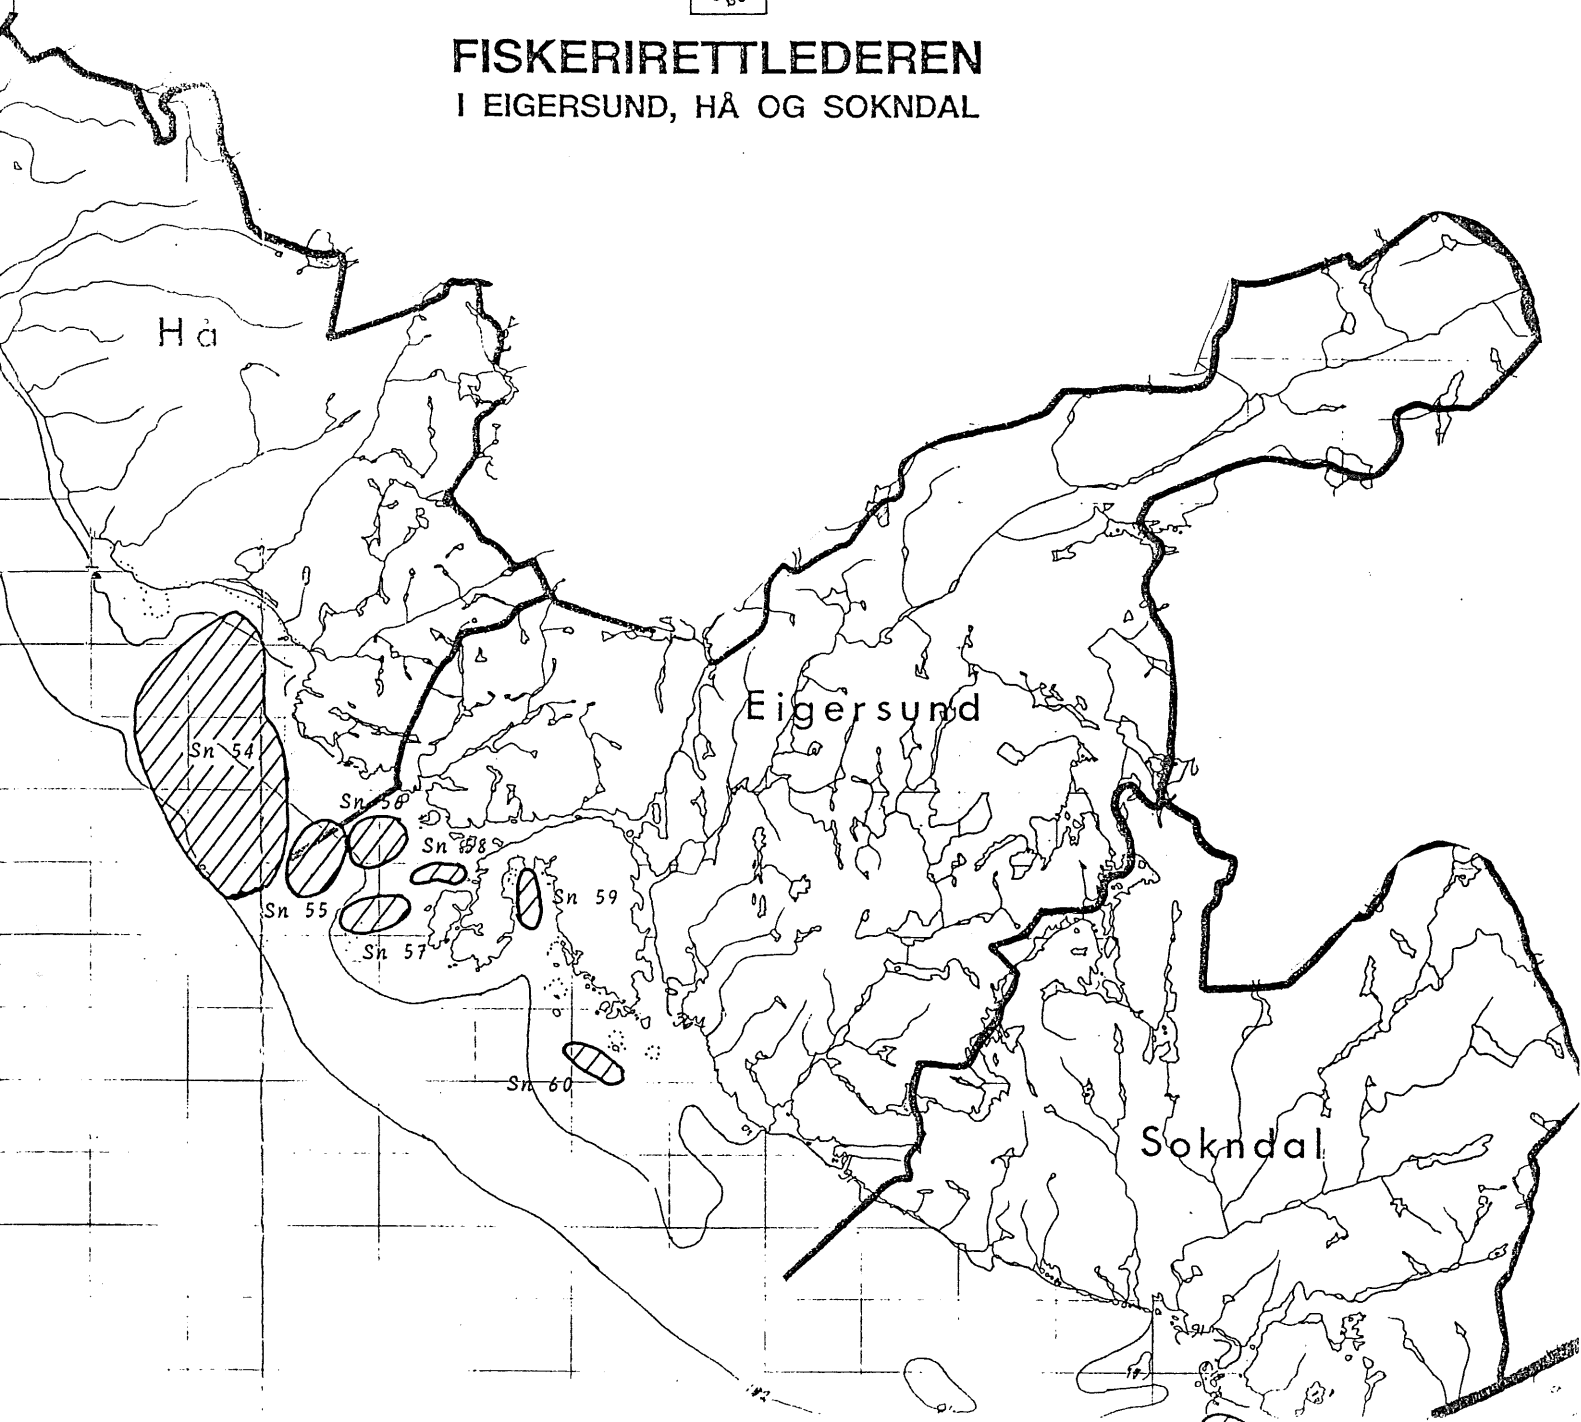 FISKERIRETTLEDEREN
I EIGERSUND, HÅ OG SOKNDAL
Hå
Eigersund
Sn 54
Sn 56
Sn 58
Sn 59
Sn 55
Sn 57
Sn 60
Sokndal